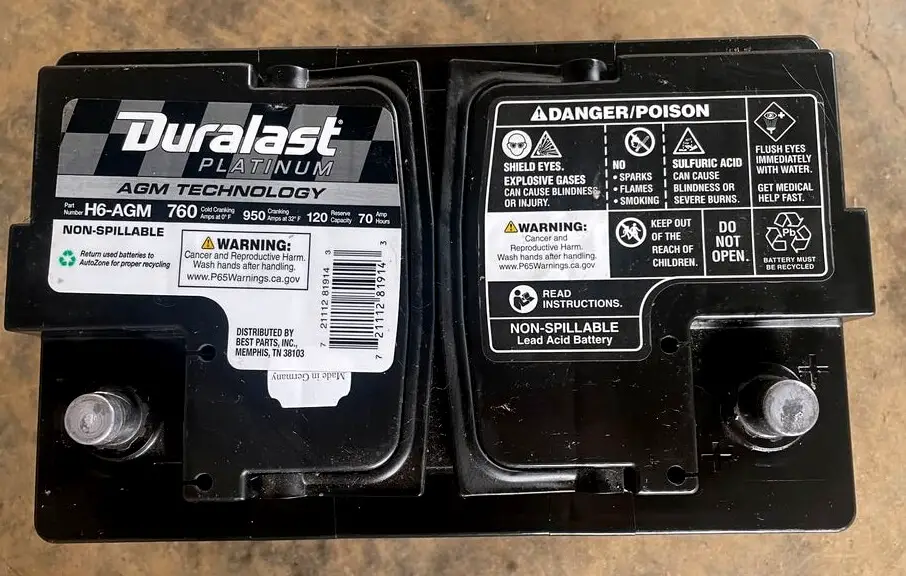 Duralast
PLATINUM
AGM TECHNOLOGY
Part Number H6-AGM 760 Cold Cranking Amps at 0° F 950 Cranking Amps at 32° F 120 Reserve Capacity 70 Amp Hours
NON-SPILLABLE
Return used batteries to
AutoZone for proper recycling
WARNING:
Cancer and Reproductive Harm.
Wash hands after handling.
www.P65Warnings.ca.gov
7 21112 81914 3
7 21112 81914 3
DISTRIBUTED BY
BEST PARTS, INC.,
MEMPHIS, TN 38103
Made in Germany
DANGER/POISON
SHIELD EYES.
EXPLOSIVE GASES
CAN CAUSE BLINDNESS
OR INJURY.
NO
• SPARKS
• FLAMES
• SMOKING
SULFURIC ACID
CAN CAUSE
BLINDNESS OR
SEVERE BURNS.
FLUSH EYES
IMMEDIATELY
WITH WATER.
GET MEDICAL
HELP FAST.
WARNING:
Cancer and
Reproductive Harm.
Wash hands after handling.
www.P65Warnings.ca.gov
KEEP OUT
OF THE
REACH OF
CHILDREN.
DO
NOT
OPEN.
Pb
BATTERY MUST
BE RECYCLED
READ
INSTRUCTIONS.
NON-SPILLABLE
Lead Acid Battery
+
+